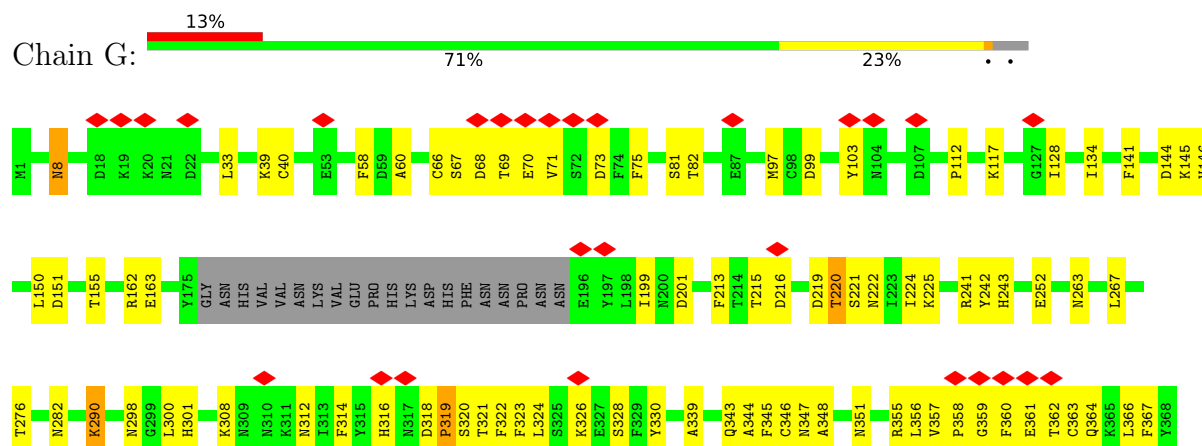 13%
Chain G:
71% 23% • •
M1 N8 D18 K19 K20 N21 D22 L33 K39 C40 E53 F58 D59 A60 C66 S67 D68 T69 E70 V71 S72 D73 F74 F75 S81 T82 E87 M97 C98 D99 Y103 N104 D107 P112 K117 G127 I128 I134 F141 D144 K145
L150 D151 T155 R162 E163 Y175 GLY ASN HIS VAL VAL ASN LYS VAL GLU PRO HIS LYS ASP HIS PHE ASN ASN PRO ASN ASN E196 Y197 L198 I199 N200 D201 F213 T214 T215 D216 D219 T220 S221 N222 I223 I224 K225 R241 Y242 H243 E252 N263 L267
T276 N282 K290 N298 G299 L300 H301 K308 N309 N310 K311 N312 I313 F314 Y315 H316 N317 D318 P319 S320 T321 F322 F323 L324 S325 K326 E327 S328 F329 Y330 A339 Q343 A344 F345 C346 N347 A348 N351 R355 L356 V357 P358 G359 F360 E361 T362 C363 Q364 K365 L366 F367 Y368